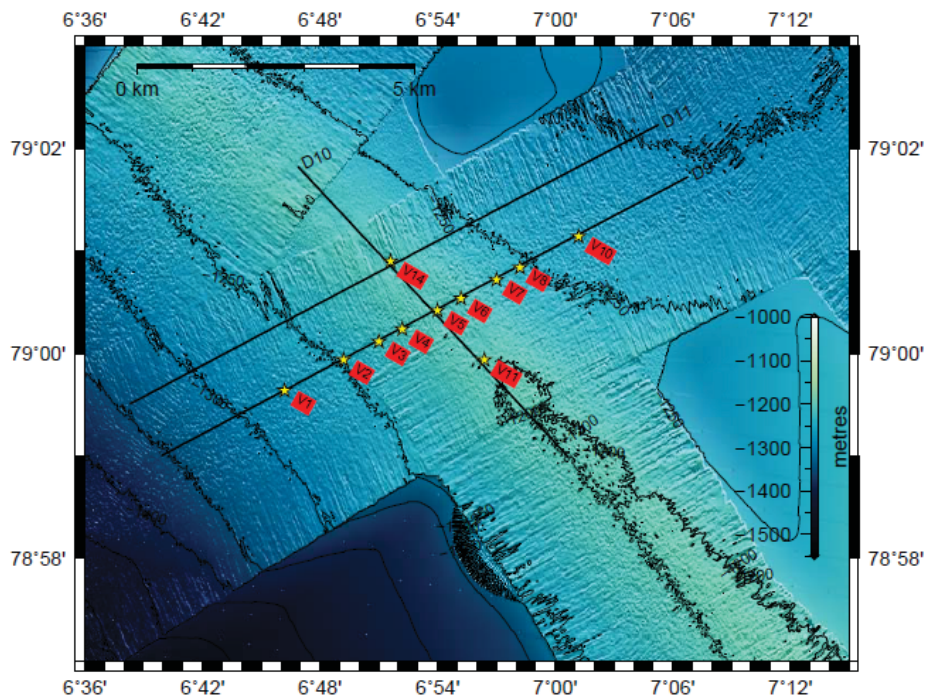 6˚36' 6˚42' 6˚48' 6˚54' 7˚00' 7˚06' 7˚12'
0 km 5 km
D11
79˚02' 79˚02'
D10
V10
V14
V8
V7
V6
V5
V4
−1000
79˚00' 79˚00'
V3
V2
V11
−1100
V1
−1200
−1300
metres
−1400
−1500
78˚58' 78˚58'
6˚36' 6˚42' 6˚48' 6˚54' 7˚00' 7˚06' 7˚12'